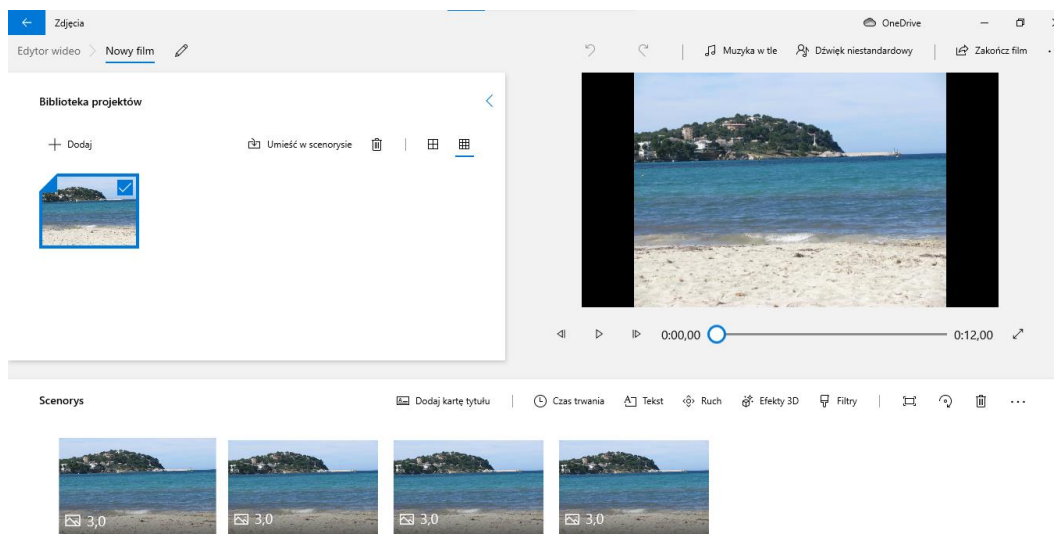 Zdjęcia
OneDrive
Edytor wideo > Nowy film
Muzyka w tle
Dźwięk niestandardowy
Zakończ film
Biblioteka projektów
Dodaj
Umieść w scenorysie
0:00,00
0:12,00
Scenorys
Dodaj kartę tytułu
Czas trwania
Tekst
Ruch
Efekty 3D
Filtry
3,0
3,0
3,0
3,0